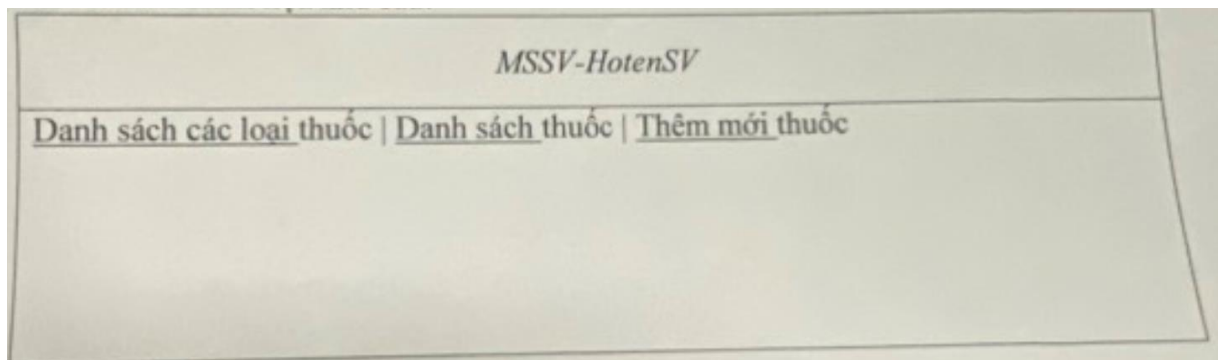 MSSV-HotenSV
Danh sách các loại thuốc | Danh sách thuốc | Thêm mới thuốc